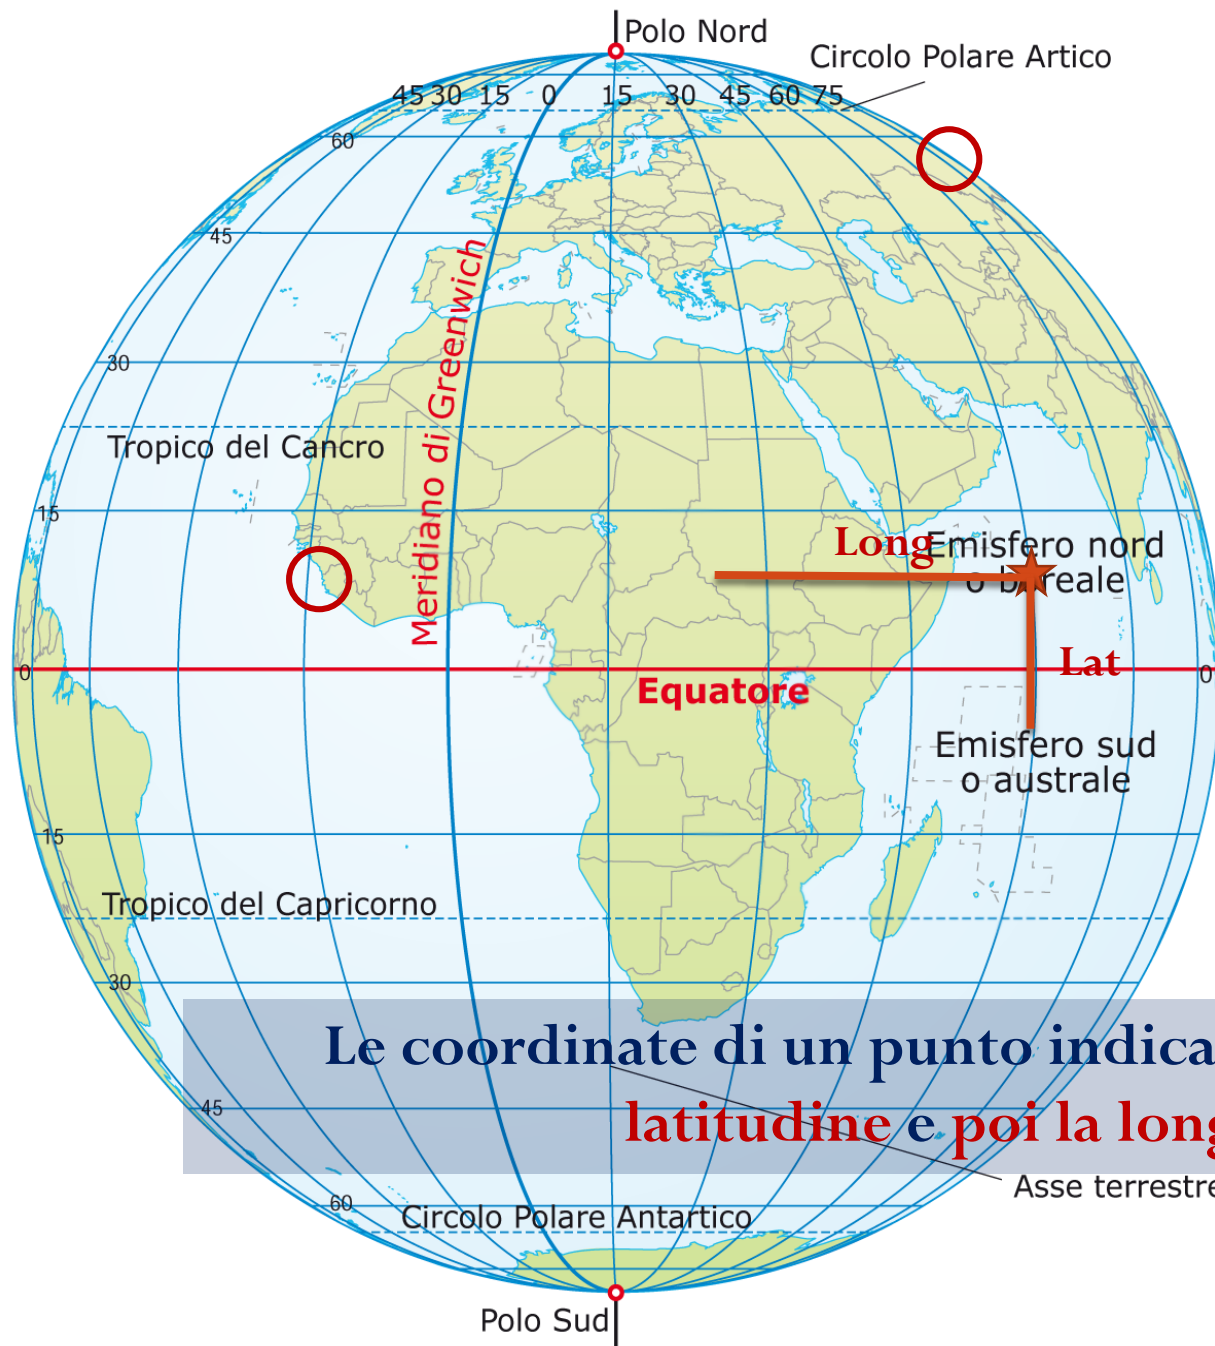 Polo Nord
Circolo Polare Artico
45 30 15 0 15 30 45 60 75
60
45
Meridiano di Greenwich
30
Tropico del Cancro
15
Long
Emisfero nord
o boreale
Lat
0 0
Equatore
Emisfero sud
o australe
15
Tropico del Capricorno
30
Le coordinate di un punto indica
45
latitudine e poi la long
Asse terrestre
60
Circolo Polare Antartico
Polo Sud